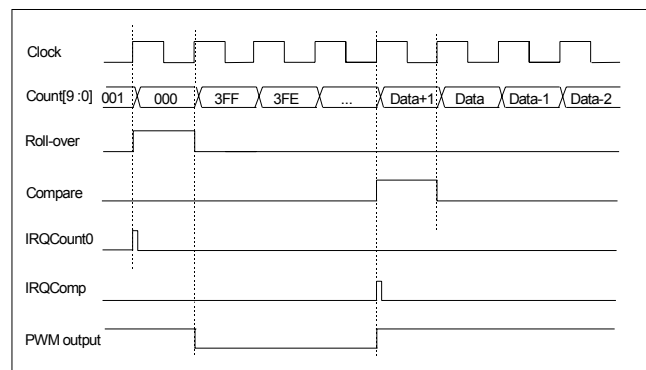 Clock
Count[9 :0] 001 000 3FF 3FE ... Data+1 Data Data-1 Data-2
Roll-over
Compare
IRQCount0
IRQComp
PWM output